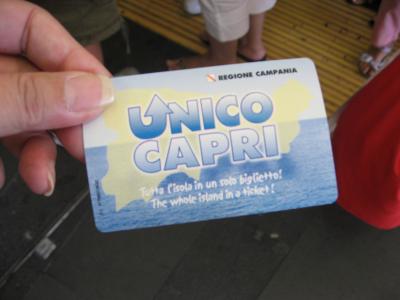 REGIONE CAMPANIA
UNICO
CAPRI
Tutta l'isola in un solo biglietto!
The whole island in a ticket!